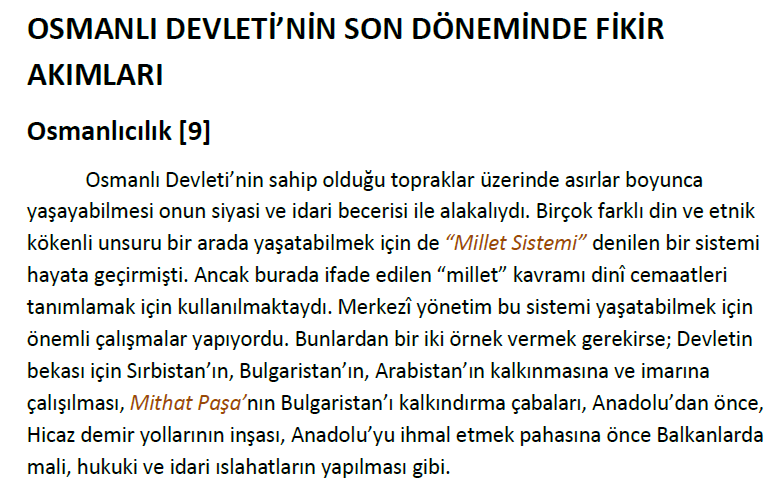 OSMANLI DEVLETİ’NİN SON DÖNEMİNDE FİKİR
AKIMLARI
Osmanlıcılık [9]
Osmanlı Devleti’nin sahip olduğu topraklar üzerinde asırlar boyunca
yaşayabilmesi onun siyasi ve idari becerisi ile alakalıydı. Birçok farklı din ve etnik
kökenli unsuru bir arada yaşatabilmek için de “Millet Sistemi” denilen bir sistemi
hayata geçirmişti. Ancak burada ifade edilen “millet” kavramı dinî cemaatleri
tanımlamak için kullanılmaktaydı. Merkezî yönetim bu sistemi yaşatabilmek için
önemli çalışmalar yapıyordu. Bunlardan bir iki örnek vermek gerekirse; Devletin
bekası için Sırbistan’ın, Bulgaristan’ın, Arabistan’ın kalkınmasına ve imarına
çalışılması, Mithat Paşa’nın Bulgaristan’ı kalkındırma çabaları, Anadolu’dan önce,
Hicaz demir yollarının inşası, Anadolu’yu ihmal etmek pahasına önce Balkanlarda
mali, hukuki ve idari ıslahatların yapılması gibi.